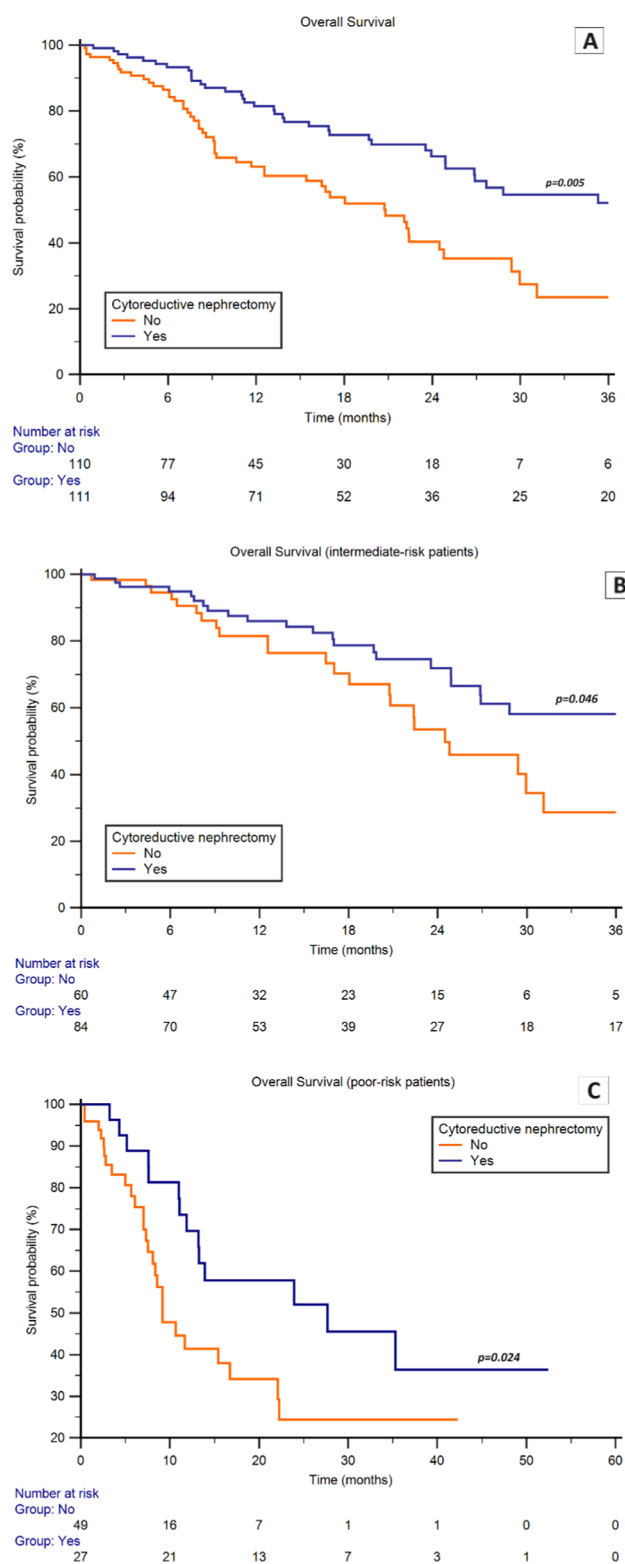 Overall Survival
A
100
80
60
40
20
0
Survival probability (%)
p=0.005
Cytoreductive nephrectomy
No
Yes
0 6 12 18 24 30 36
Time (months)
Number at risk
Group: No
110 77 45 30 18 7 6
Group: Yes
111 94 71 52 36 25 20
Overall Survival (intermediate-risk patients)
B
100
80
60
40
20
0
Survival probability (%)
p=0.046
Cytoreductive nephrectomy
No
Yes
0 6 12 18 24 30 36
Time (months)
Number at risk
Group: No
60 47 32 23 15 6 5
Group: Yes
84 70 53 39 27 18 17
Overall Survival (poor-risk patients)
C
Cytoreductive nephrectomy
No
Yes
100
90
80
70
60
50
40
30
20
Survival probability (%)
p=0.024
0 10 20 30 40 50 60
Time (months)
Number at risk
Group: No
49 16 7 1 1 0 0
Group: Yes
27 21 13 7 3 1 0